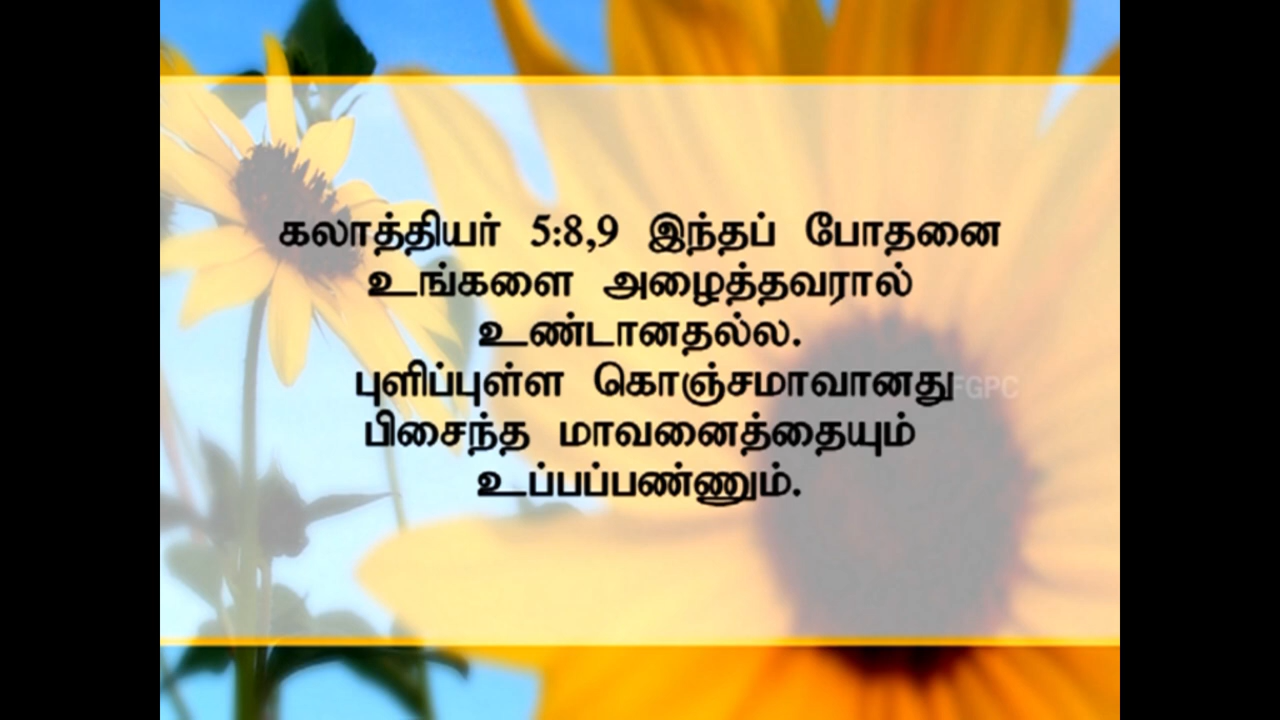 கலாத்தியர் 5:8,9 இந்தப் போதனை
உங்களை அழைத்தவரால்
உண்டானதல்ல.
புளிப்புள்ள கொஞ்சமாவானது
FGPC
பிசைந்த மாவனைத்தையும்
உப்பப்பண்ணும்.